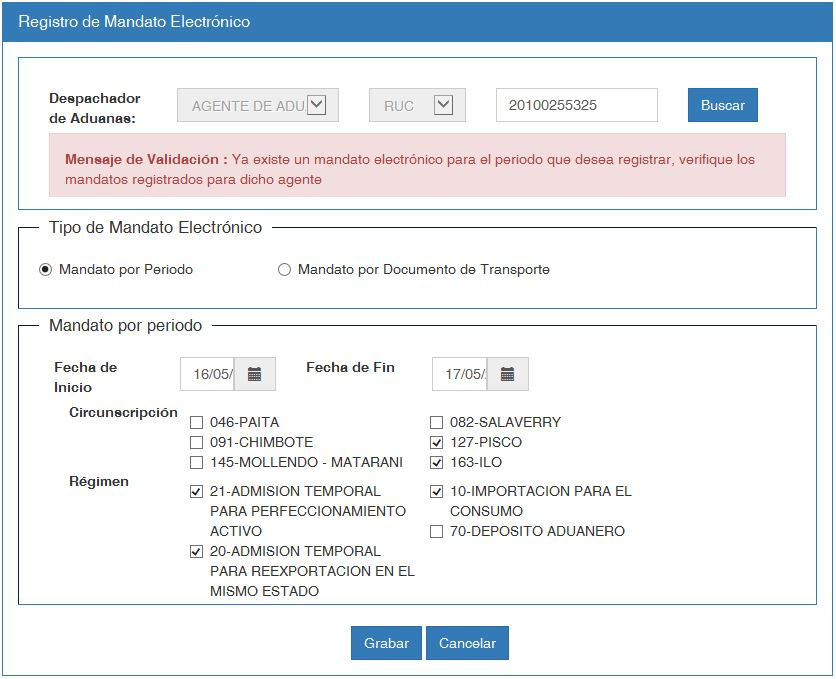 Registro de Mandato Electrónico
Despachador
de Aduanas:
AGENTE DE ADU
RUC
20100255325
Buscar
Mensaje de Validación : Ya existe un mandato electrónico para el periodo que desea registrar, verifique los
mandatos registrados para dicho agente
Tipo de Mandato Electrónico
Mandato por Periodo
Mandato por Documento de Transporte
Mandato por periodo
Fecha de
Inicio
16/05/
Fecha de Fin
17/05/
Circunscripción
046-PAITA
082-SALAVERRY
091-CHIMBOTE
127-PISCO
145-MOLLENDO - MATARANI
163-ILO
Régimen
21-ADMISION TEMPORAL
PARA PERFECCIONAMIENTO
ACTIVO
10-IMPORTACION PARA EL
CONSUMO
70-DEPOSITO ADUANERO
20-ADMISION TEMPORAL
PARA REEXPORTACION EN EL
MISMO ESTADO
Grabar
Cancelar